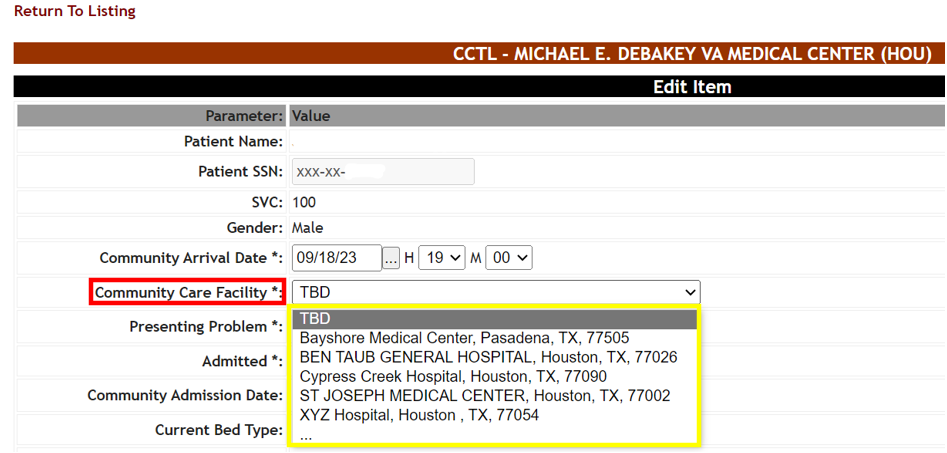 Return To Listing
CCTL - MICHAEL E. DEBAKEY VA MEDICAL CENTER (HOU)
Edit Item
Parameter: Value
Patient Name:
Patient SSN: xxx-xx-
SVC: 100
Gender: Male
Community Arrival Date *: 09/18/23 ... H 19 M 00
Community Care Facility *: TBD
TBD
Presenting Problem *:
Bayshore Medical Center, Pasadena, TX, 77505
BEN TAUB GENERAL HOSPITAL, Houston, TX, 77026
Admitted *:
Cypress Creek Hospital, Houston, TX, 77090
Community Admission Date:
ST JOSEPH MEDICAL CENTER, Houston, TX, 77002
XYZ Hospital, Houston , TX, 77054
Current Bed Type:
...